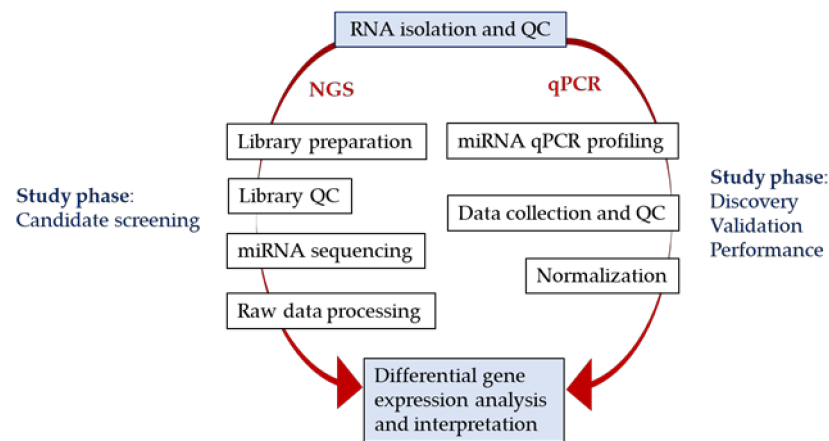 RNA isolation and QC
NGS
qPCR
Library preparation
miRNA qPCR profiling
Study phase:
Candidate screening
Library QC
Data collection and QC
Study phase:
Discovery
Validation
Performance
miRNA sequencing
Normalization
Raw data processing
Differential gene
expression analysis
and interpretation